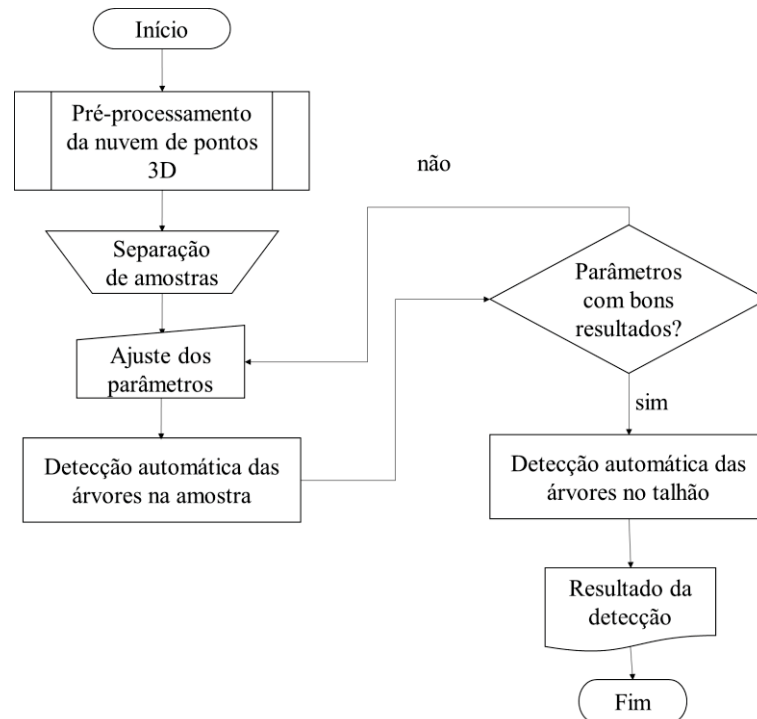 Início
Pré-processamento
da nuvem de pontos
3D
Separação
de amostras
Ajuste dos
parâmetros
Detecção automática das
árvores na amostra
não
Parâmetros
com bons
resultados?
sim
Detecção automática das
árvores no talhão
Resultado da
detecção
Fim